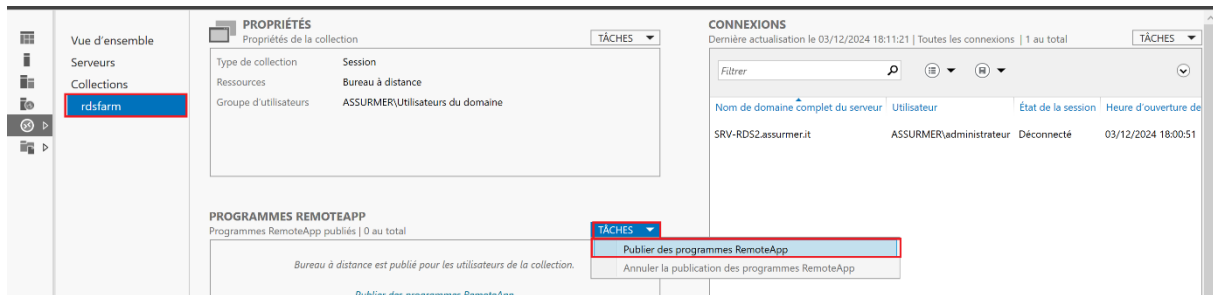 Vue d'ensemble
Serveurs
Collections
rdsfarm
PROPRIÉTÉS
Propriétés de la collection
TÂCHES
Type de collection Session
Ressources Bureau à distance
Groupe d'utilisateurs ASSURMER\Utilisateurs du domaine
PROGRAMMES REMOTEAPP
Programmes RemoteApp publiés | 0 au total
TÂCHES
Publier des programmes RemoteApp
Annuler la publication des programmes RemoteApp
Bureau à distance est publié pour les utilisateurs de la collection.
Publier des programmes RemoteApp
CONNEXIONS
Dernière actualisation le 03/12/2024 18:11:21 | Toutes les connexions | 1 au total
TÂCHES
Filtrer
Nom de domaine complet du serveur Utilisateur État de la session Heure d'ouverture de
SRV-RDS2.assurmer.it ASSURMER\administrateur Déconnecté 03/12/2024 18:00:51